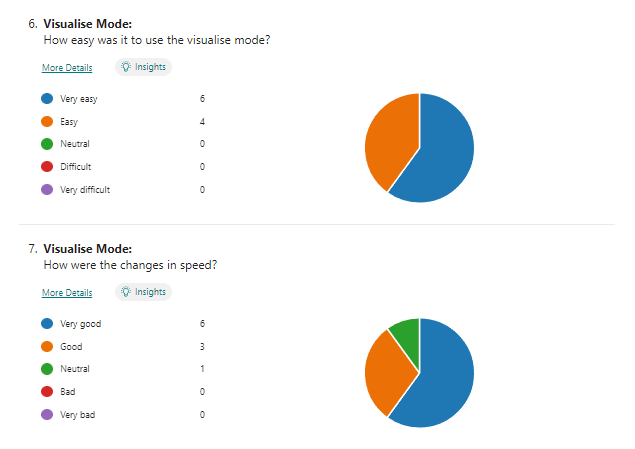 6. Visualise Mode:
How easy was it to use the visualise mode?
More Details Insights
Very easy 6
Easy 4
Neutral 0
Difficult 0
Very difficult 0
7. Visualise Mode:
How were the changes in speed?
More Details Insights
Very good 6
Good 3
Neutral 1
Bad 0
Very bad 0